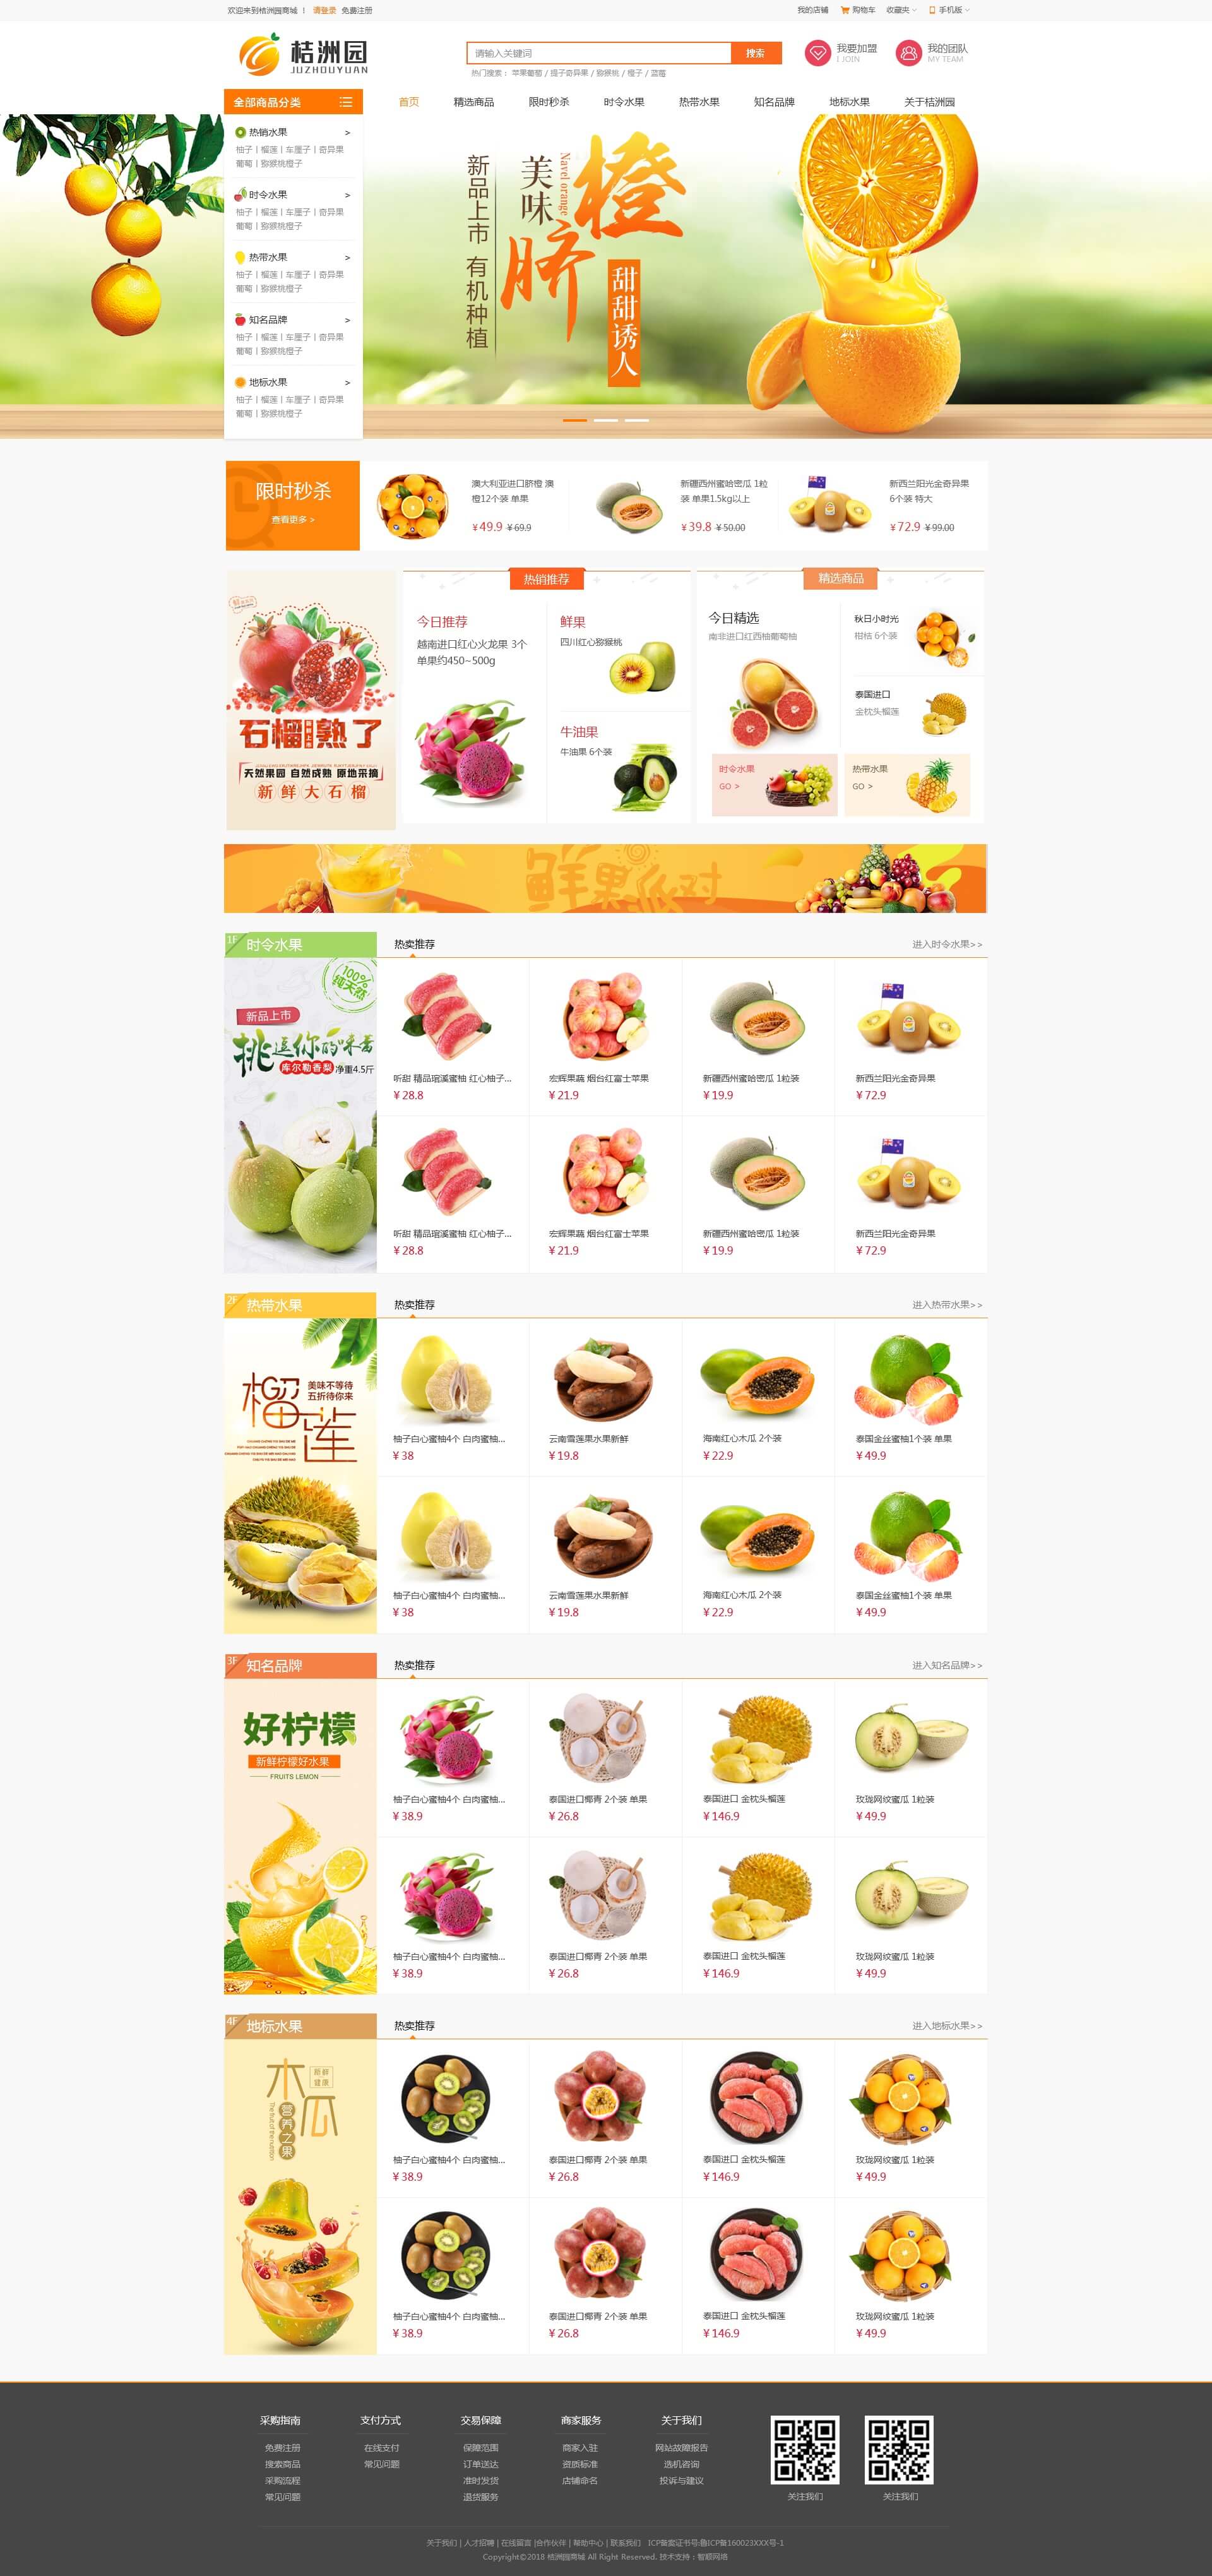 欢迎来到桔洲园商城 | 请登录 免费注册
我的店铺 购物车 收藏夹 手机版
桔洲园
JUZHOUYUAN
请输入关键词 搜索
热门搜索： 苹果葡萄 / 提子奇异果 / 猕猴桃 / 橙子 / 蓝莓
我要加盟
I JOIN
我的团队
MY TEAM
全部商品分类
首页 精选商品 限时秒杀 时令水果 热带水果 知名品牌 地标水果 关于桔洲园
热销水果 >
柚子 | 榴莲 | 车厘子 | 奇异果
葡萄 | 猕猴桃橙子
时令水果 >
柚子 | 榴莲 | 车厘子 | 奇异果
葡萄 | 猕猴桃橙子
热带水果 >
柚子 | 榴莲 | 车厘子 | 奇异果
葡萄 | 猕猴桃橙子
知名品牌 >
柚子 | 榴莲 | 车厘子 | 奇异果
葡萄 | 猕猴桃橙子
地标水果 >
柚子 | 榴莲 | 车厘子 | 奇异果
葡萄 | 猕猴桃橙子
新品上市 有机种植
美味
Navel orange
脐橙
甜甜诱人
限时秒杀
查看更多 >
澳大利亚进口脐橙 澳
橙12个装 单果
¥49.9 ¥69.9
新疆西州蜜哈密瓜 1粒
装 单果1.5kg以上
¥39.8 ¥50.00
新西兰阳光金奇异果
6个装 特大
¥72.9 ¥99.00
石榴熟了
天然果园 自然成熟 原地采摘
新鲜大石榴
热销推荐
今日推荐
越南进口红心火龙果 3个
单果约450~500g
鲜果
四川红心猕猴桃
牛油果
牛油果 6个装
精选商品
今日精选
南非进口红西柚葡萄柚
秋日小时光
柑桔 6个装
泰国进口
金枕头榴莲
时令水果
GO >
热带水果
GO >
鲜果派对
1F 时令水果
热卖推荐
进入时令水果>>
100%
纯天然
新品上市
挑逗你的味蕾
库尔勒香梨 净重4.5斤
听甜 精品琯溪蜜柚 红心柚子...
¥28.8
宏辉果蔬 烟台红富士苹果
¥21.9
新疆西州蜜哈密瓜 1粒装
¥19.9
新西兰阳光金奇异果
¥72.9
听甜 精品琯溪蜜柚 红心柚子...
¥28.8
宏辉果蔬 烟台红富士苹果
¥21.9
新疆西州蜜哈密瓜 1粒装
¥19.9
新西兰阳光金奇异果
¥72.9
2F 热带水果
热卖推荐
进入热带水果>>
榴莲
美味不等待
五折待你来
柚子白心蜜柚4个 白肉蜜柚...
¥38
云南雪莲果水果新鲜
¥19.8
海南红心木瓜 2个装
¥22.9
泰国金丝蜜柚1个装 单果
¥49.9
柚子白心蜜柚4个 白肉蜜柚...
¥38
云南雪莲果水果新鲜
¥19.8
海南红心木瓜 2个装
¥22.9
泰国金丝蜜柚1个装 单果
¥49.9
3F 知名品牌
热卖推荐
进入知名品牌>>
好柠檬
新鲜柠檬好水果
FRUITS LEMON
柚子白心蜜柚4个 白肉蜜柚...
¥38.9
泰国进口椰青 2个装 单果
¥26.8
泰国进口 金枕头榴莲
¥146.9
玫珑网纹蜜瓜 1粒装
¥49.9
柚子白心蜜柚4个 白肉蜜柚...
¥38.9
泰国进口椰青 2个装 单果
¥26.8
泰国进口 金枕头榴莲
¥146.9
玫珑网纹蜜瓜 1粒装
¥49.9
4F 地标水果
热卖推荐
进入地标水果>>
木瓜
新鲜
健康
营养之果
The fruit of the nutrition
柚子白心蜜柚4个 白肉蜜柚...
¥38.9
泰国进口椰青 2个装 单果
¥26.8
泰国进口 金枕头榴莲
¥146.9
玫珑网纹蜜瓜 1粒装
¥49.9
柚子白心蜜柚4个 白肉蜜柚...
¥38.9
泰国进口椰青 2个装 单果
¥26.8
泰国进口 金枕头榴莲
¥146.9
玫珑网纹蜜瓜 1粒装
¥49.9
采购指南
免费注册
搜索商品
采购流程
常见问题
支付方式
在线支付
常见问题
交易保障
保障范围
订单送达
准时发货
退货服务
商家服务
商家入驻
资质标准
店铺命名
关于我们
网站故障报告
选机咨询
投诉与建议
关注我们
关注我们
关于我们 | 人才招聘 | 在线留言 |合作伙伴 | 帮助中心 | 联系我们 ICP备案证书号:鲁ICP备160023XXX号-1
Copyright©2018 桔洲园商城 All Right Reserved. 技术支持：智顺网络